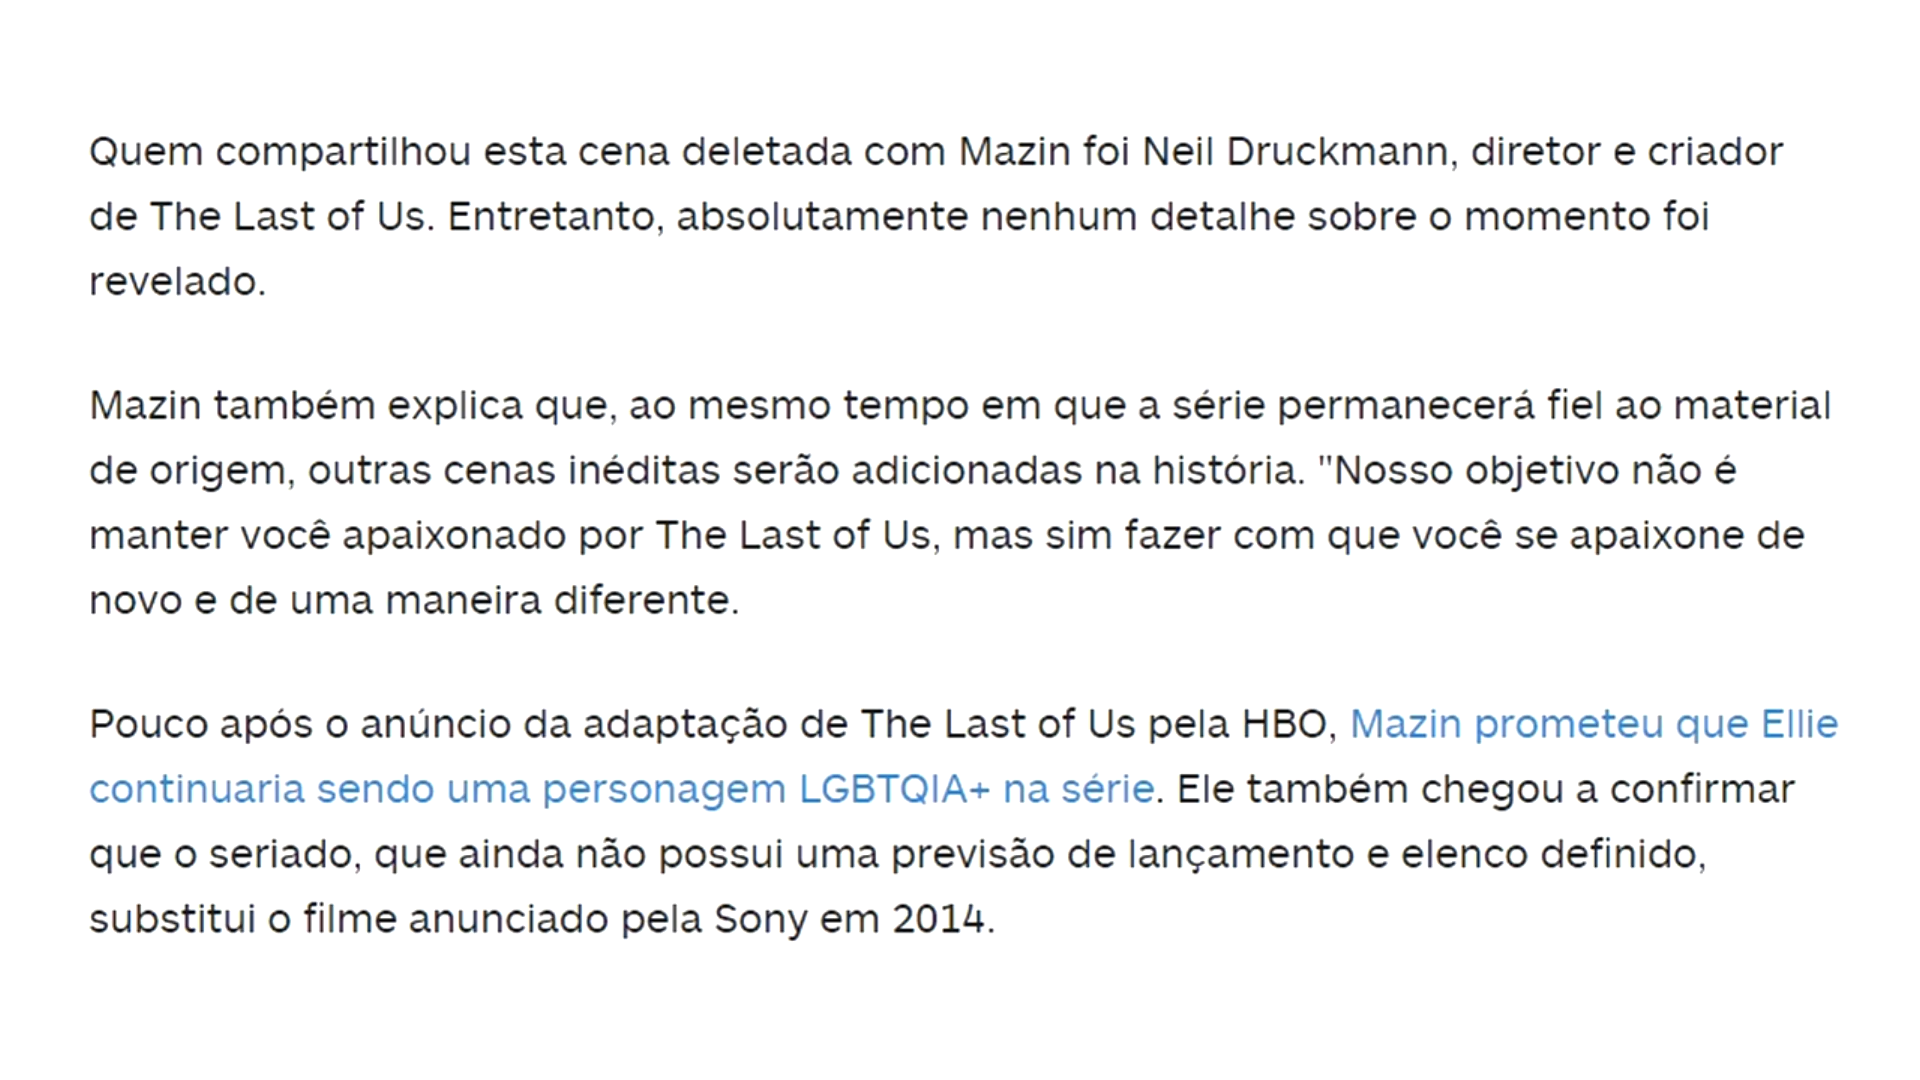 Quem compartilhou esta cena deletada com Mazin foi Neil Druckmann, diretor e criador
de The Last of Us. Entretanto, absolutamente nenhum detalhe sobre o momento foi
revelado.
Mazin também explica que, ao mesmo tempo em que a série permanecerá fiel ao material
de origem, outras cenas inéditas serão adicionadas na história. "Nosso objetivo não é
manter você apaixonado por The Last of Us, mas sim fazer com que você se apaixone de
novo e de uma maneira diferente.
Pouco após o anúncio da adaptação de The Last of Us pela HBO, Mazin prometeu que Ellie
continuaria sendo uma personagem LGBTQIA+ na série. Ele também chegou a confirmar
que o seriado, que ainda não possui uma previsão de lançamento e elenco definido,
substitui o filme anunciado pela Sony em 2014.